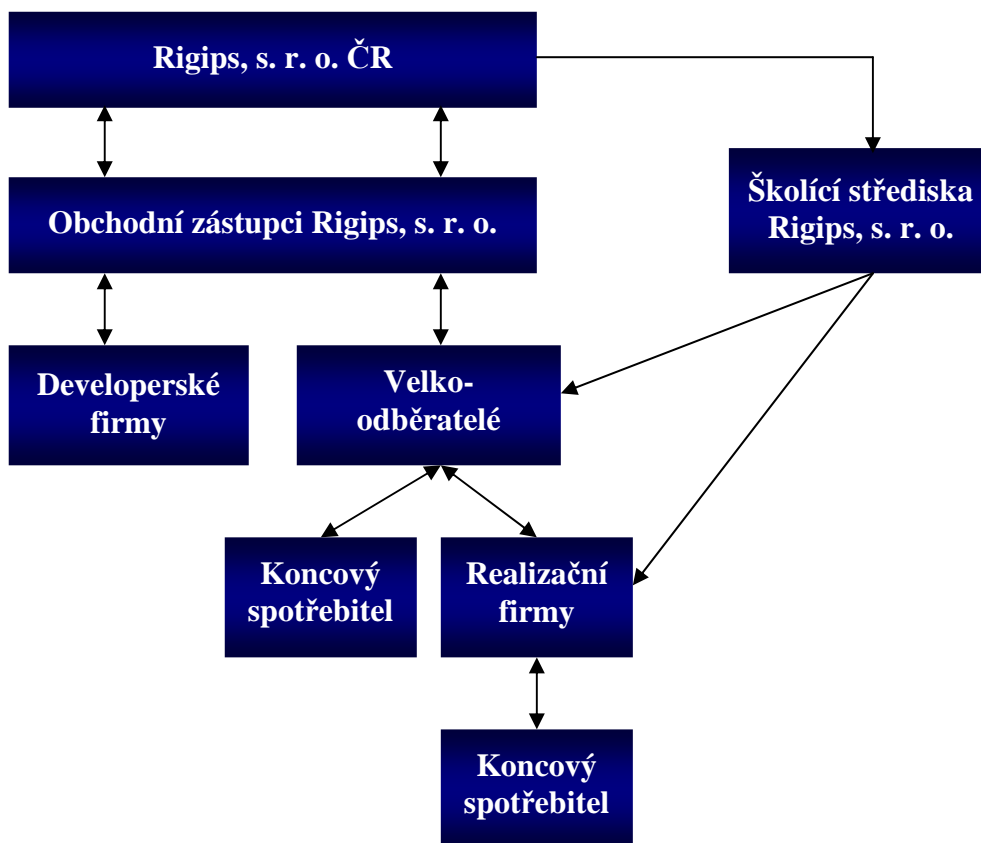 Rigips, s. r. o. ČR
Obchodní zástupci Rigips, s. r. o.
Školící střediska
Rigips, s. r. o.
Developerské
firmy
Velko-
odběratelé
Koncový
spotřebitel
Realizační
firmy
Koncový
spotřebitel